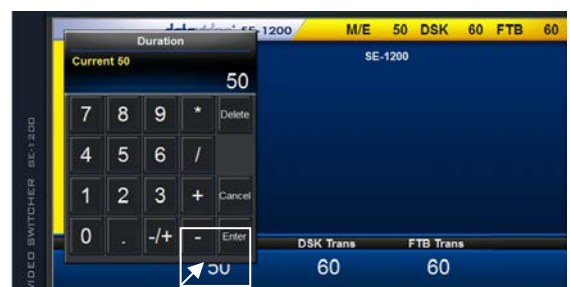 SE-1200 M/E 50 DSK 60 FTB 60
Duration
Current 50
50
SE-1200
7 8 9 * Delete
4 5 6 /
1 2 3 + Cancel
0 . -/+ - Enter
DSK Trans FTB Trans
50 60 60
VIDEO SWITCHER SE-1200